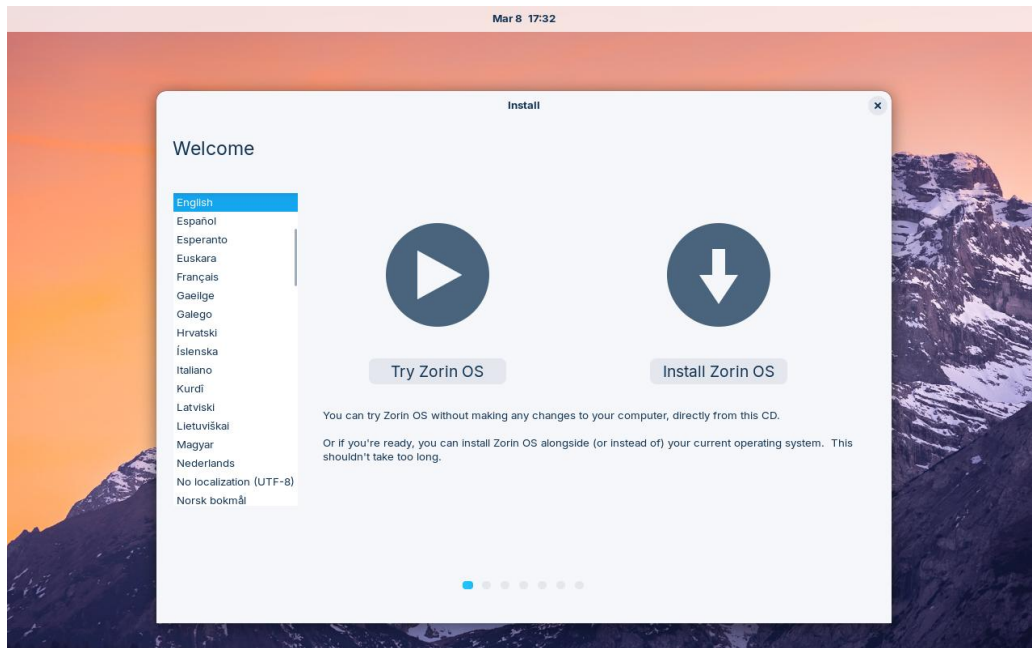 Mar 8 17:32
Install
Welcome
English
Español
Esperanto
Euskara
Français
Gaeilge
Galego
Hrvatski
Íslenska
Italiano
Kurdî
Latviski
Lietuviškai
Magyar
Nederlands
No localization (UTF-8)
Norsk bokmål
Try Zorin OS
Install Zorin OS
You can try Zorin OS without making any changes to your computer, directly from this CD.
Or if you're ready, you can install Zorin OS alongside (or instead of) your current operating system. This
shouldn't take too long.